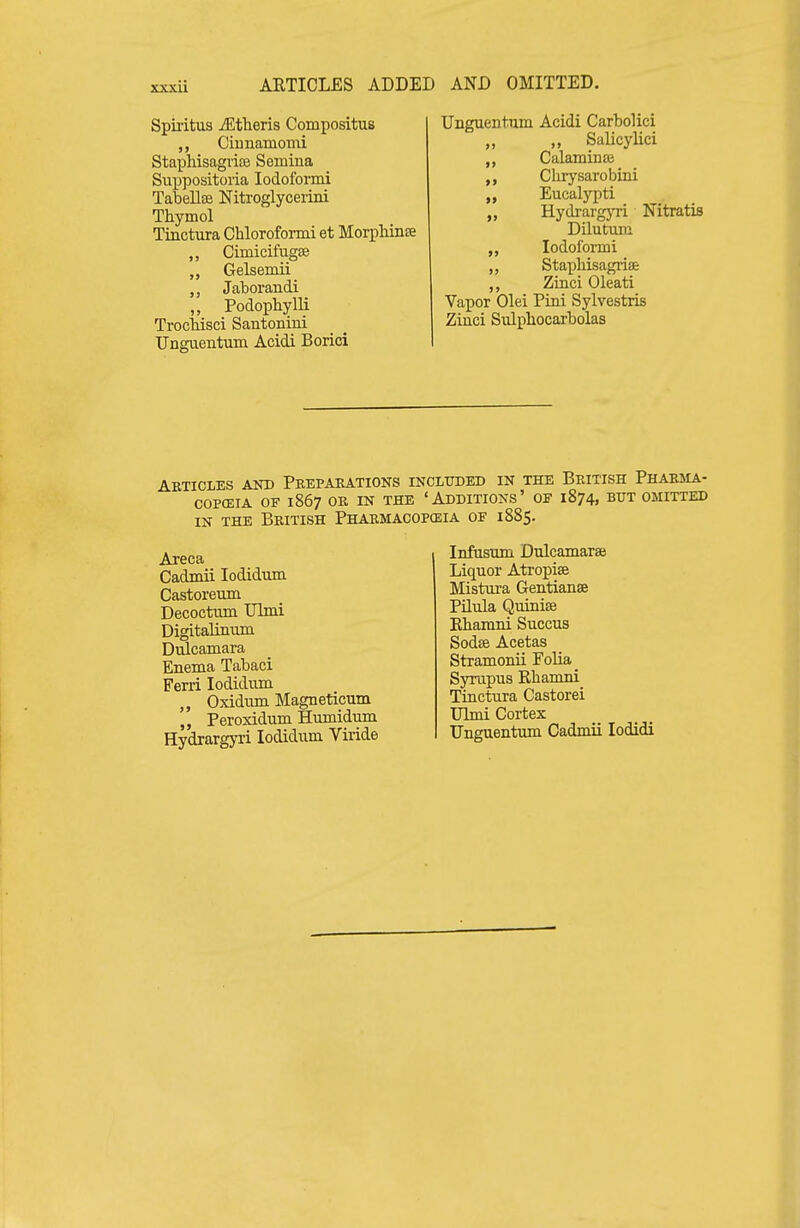 xxxii ARTICLES ADDED AND OMITTED.
Spiritus Ætheris Compositus
,, Cinnamomi
Staphisagriæ Semina
Suppositoria Iodoformi
Tabellæ Nitroglycerini
Thymol
Tinctura Chloroformi et Morphinæ
,, Cimicifugæ
,, Gelsemii
,, Jaborandi
,, Podophylli
Trochisci Santonini
Unguentum Acidi Borici
Unguentum Acidi Carbolici
,, ,, Salicylici
,, Calaminæ
,, Chrysarobini
,, Eucalypti
,, Hydrargyri Nitratis
Dilutum
,, Iodoformi
,, Staphisagriæ
,, Zinci Oleati
Vapor Olei Pini Sylvestris
Zinci Sulphocarbolas
ARTICLES AND PREPARATIONS INCLUDED IN THE BRITISH PHARMA-
COPŒIA OF 1867 OR IN THE ‘ADDITIONS’ OF 1874, BUT OMITTED
IN THE BRITISH PHARMACOPŒIA OF 1885.
Areca
Cadmii Iodidum
Castoreum
Decoctum Ulmi
Digitalinum
Dulcamara
Enema Tabaci
Ferri Iodidum
,, Oxidum Magneticum
,, Peroxidum Humidum
Hydrargyri Iodidum Viride
Infusum Dulcamaræ
Liquor Atropiæ
Mistura Gentianæ
Pilula Quiniæ
Rhamni Succus
Sodæ Acetas
Stramonii Folia
Syrupus Rhamni
Tinctura Castorei
Ulmi Cortex
Unguentum Cadmii Iodidi